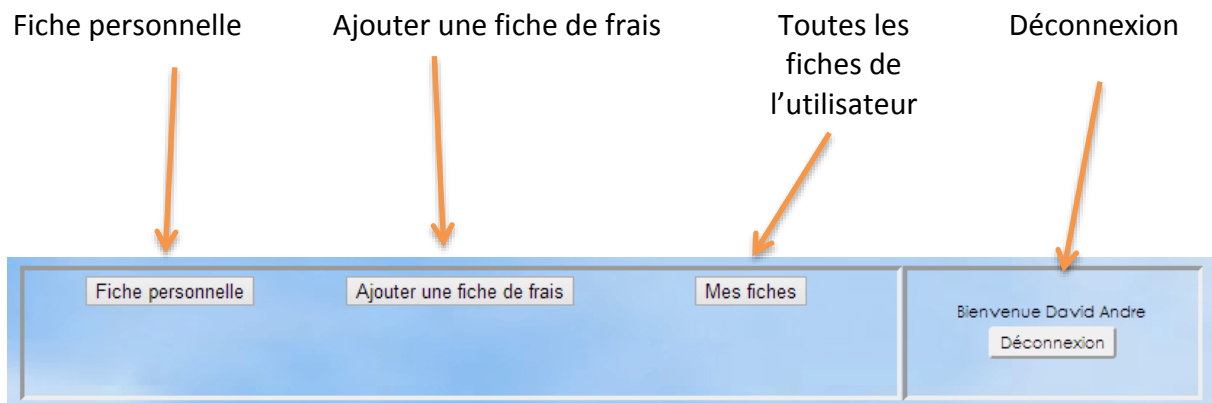 Fiche personnelle
Ajouter une fiche de frais
Toutes les
fiches de
l’utilisateur
Déconnexion
Fiche personnelle
Ajouter une fiche de frais
Mes fiches
Bienvenue David Andre
Déconnexion